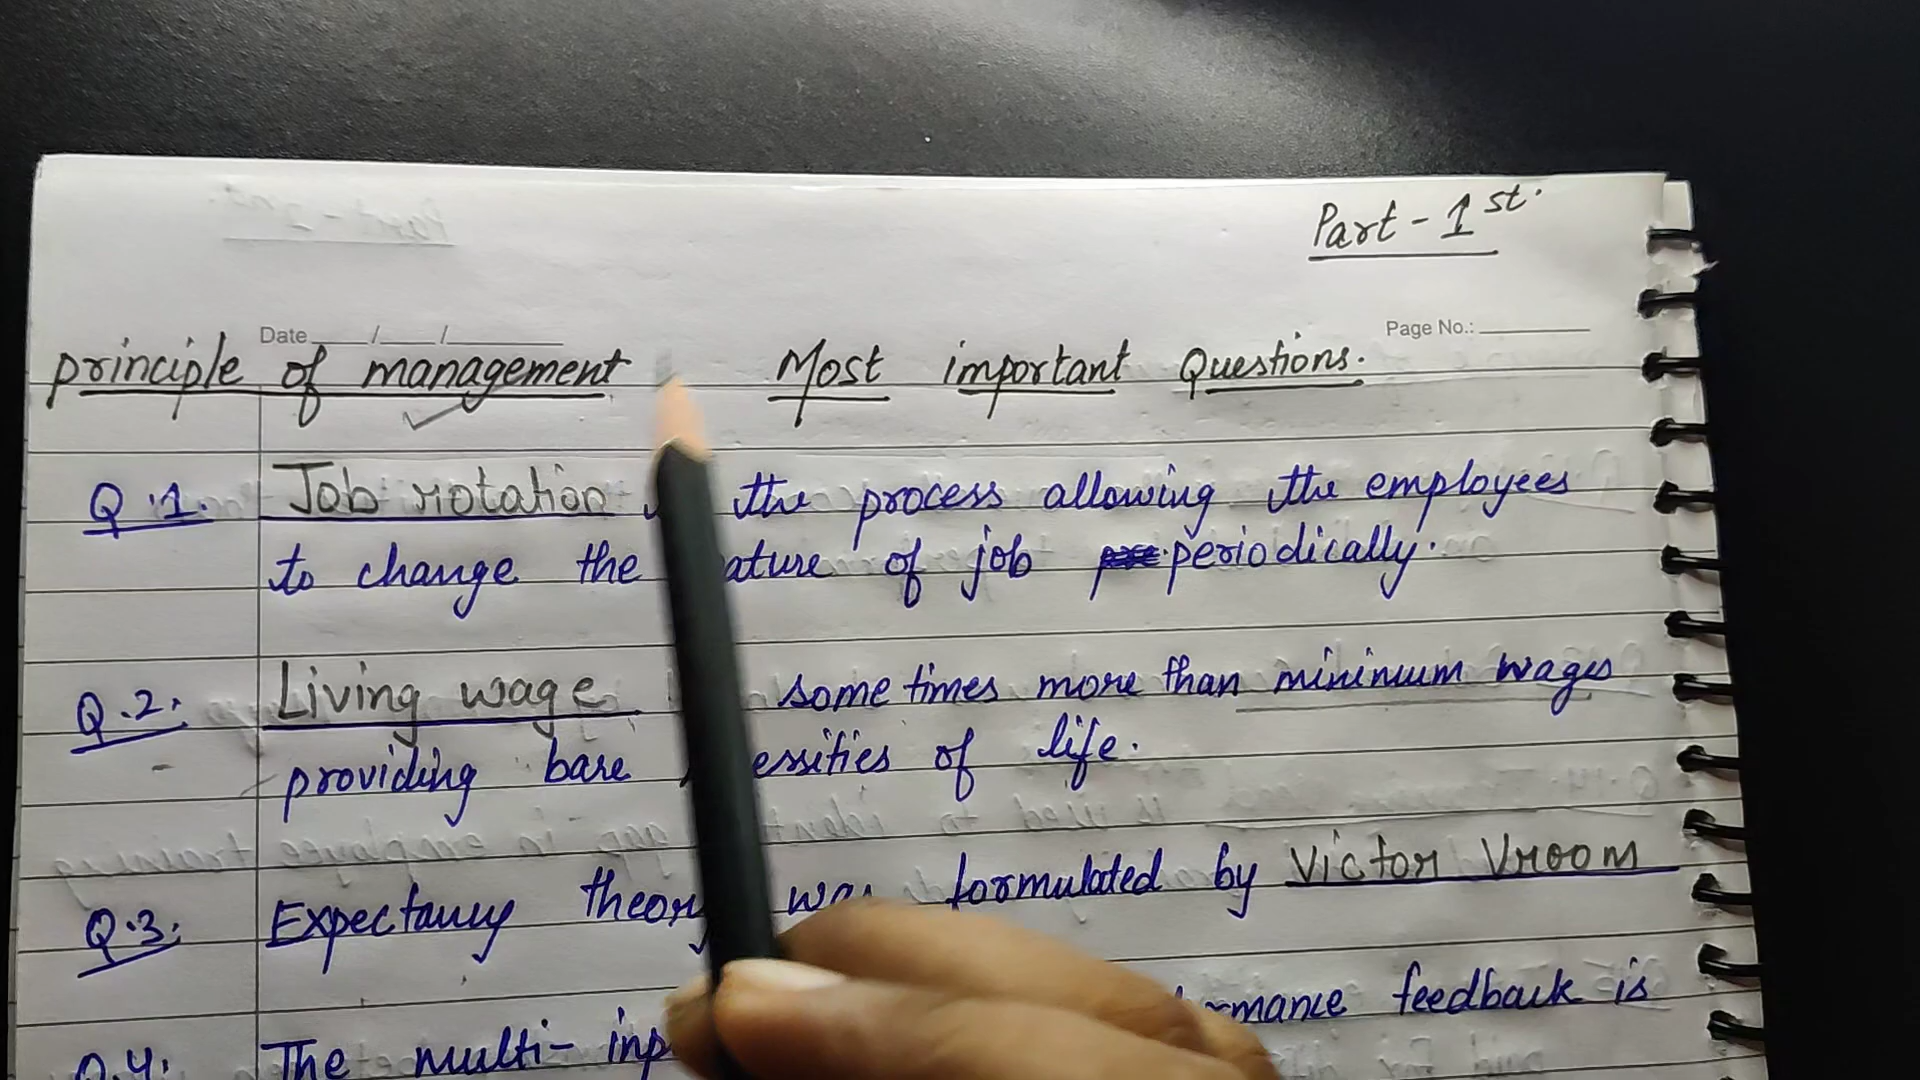 Part - 1st.
Date / /
Page No.:
principle of management Most important Questions.
Q.1. Job rotation the process allowing the employees
to change the of job periodically.
Q.2. Living wage some times more than minimum wages
providing bare of life.
Q.3. Expectancy theory was formulated by Victor Vroom
feedback is
Q.4. The multi-